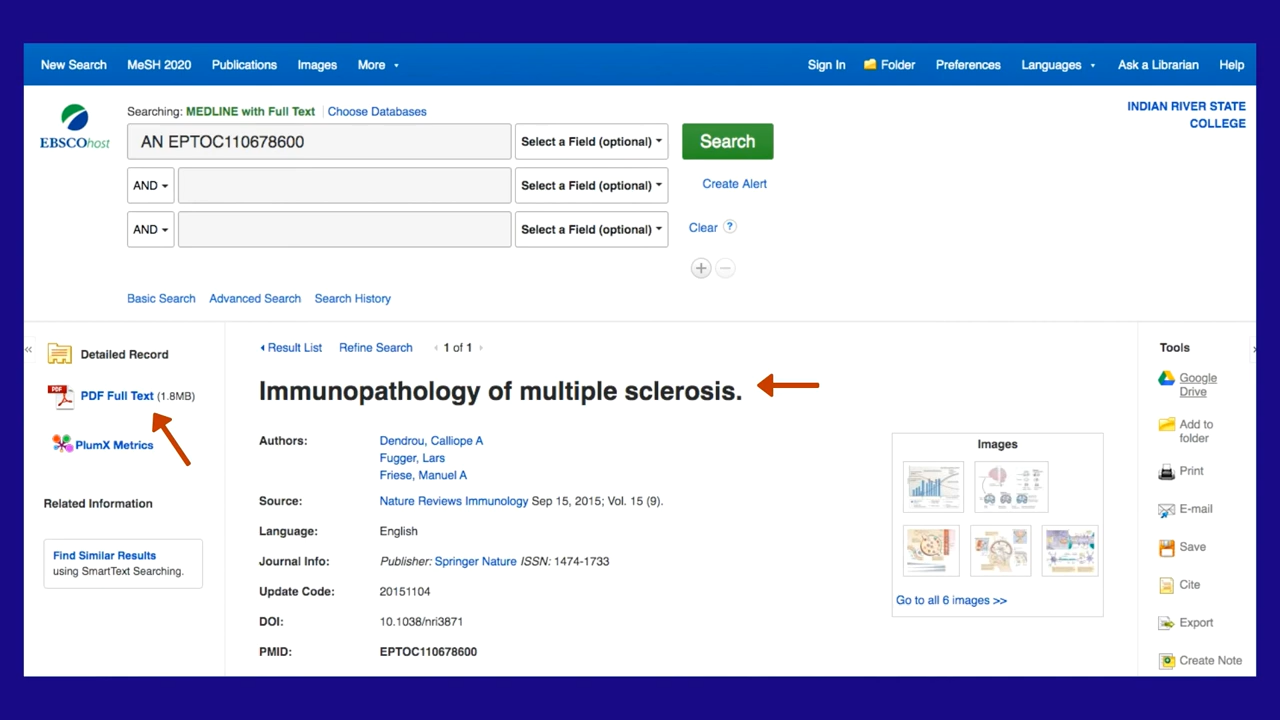 New Search MeSH 2020 Publications Images More Sign In Folder Preferences Languages Ask a Librarian Help
Searching: MEDLINE with Full Text Choose Databases
INDIAN RIVER STATE
COLLEGE
EBSCOhost
AN EPTOC110678600 Select a Field (optional) Search
AND Select a Field (optional) Create Alert
AND Select a Field (optional) Clear ?
Basic Search Advanced Search Search History
Detailed Record
PDF Full Text (1.8MB)
PlumX Metrics
Related Information
Find Similar Results
using SmartText Searching.
Result List Refine Search 1 of 1
Immunopathology of multiple sclerosis.
Authors: Dendrou, Calliope A
Fugger, Lars
Friese, Manuel A
Source: Nature Reviews Immunology Sep 15, 2015; Vol. 15 (9).
Language: English
Journal Info: Publisher: Springer Nature ISSN: 1474-1733
Update Code: 20151104
DOI: 10.1038/nri3871
PMID: EPTOC110678600
Images
Go to all 6 images >>
Tools
Google
Drive
Add to
folder
Print
E-mail
Save
Cite
Export
Create Note